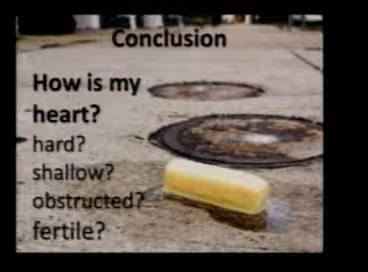 Conclusion
How is my
heart?
hard?
shallow?
obstructed?
fertile?